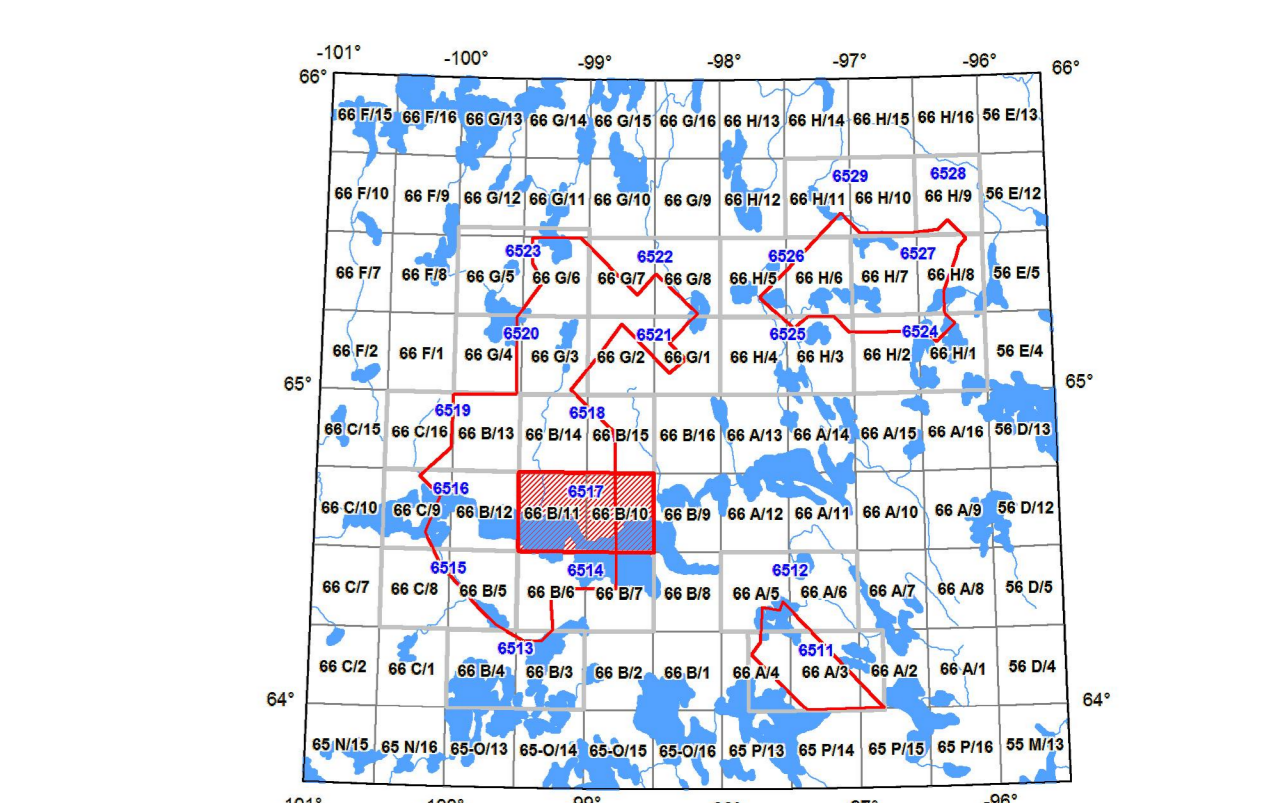 -101° -100° -99° -98° -97° -96°
66° 66°
66 F/15 66 F/16 66 G/13 66 G/14 66 G/15 66 G/16 66 H/13 66 H/14 66 H/15 66 H/16 56 E/13
6529 6528
66 F/10 66 F/9 66 G/12 66 G/11 66 G/10 66 G/9 66 H/12 66 H/11 66 H/10 66 H/9 56 E/12
6523 6522 6526 6527
66 F/7 66 F/8 66 G/5 66 G/6 66 G/7 66 G/8 66 H/5 66 H/6 66 H/7 66 H/8 56 E/5
6520 6521 6525 6524
66 F/2 66 F/1 66 G/4 66 G/3 66 G/2 66 G/1 66 H/4 66 H/3 66 H/2 66 H/1 56 E/4
65° 65°
6519 6518
66 C/15 66 C/16 66 B/13 66 B/14 66 B/15 66 B/16 66 A/13 66 A/14 66 A/15 66 A/16 56 D/13
6516 6517
66 C/10 66 C/9 66 B/12 66 B/11 66 B/10 66 B/9 66 A/12 66 A/11 66 A/10 66 A/9 56 D/12
6515 6514 6512
66 C/7 66 C/8 66 B/5 66 B/6 66 B/7 66 B/8 66 A/5 66 A/6 66 A/7 66 A/8 56 D/5
6513 6511
66 C/2 66 C/1 66 B/4 66 B/3 66 B/2 66 B/1 66 A/4 66 A/3 66 A/2 66 A/1 56 D/4
64° 64°
65 N/15 65 N/16 65-O/13 65-O/14 65-O/15 65-O/16 65 P/13 65 P/14 65 P/15 65 P/16 55 M/13